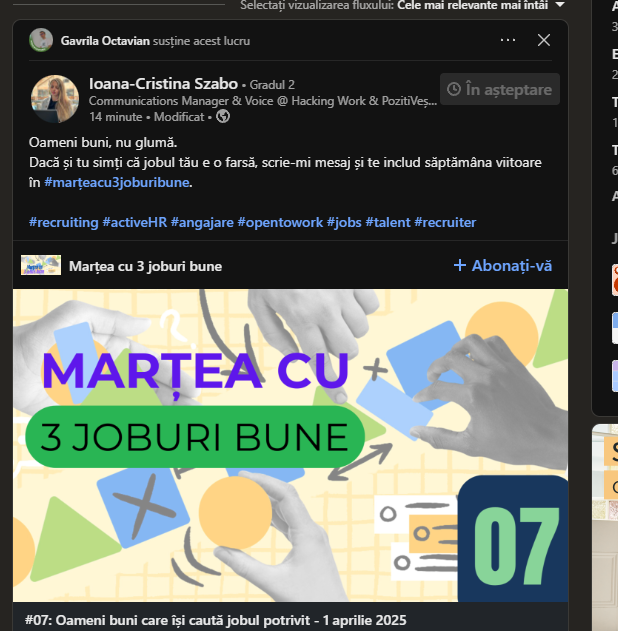 Selectați vizualizarea fluxului: Cele mai relevante mai întâi
Gavrila Octavian susține acest lucru
Ioana-Cristina Szabo • Gradul 2
Communications Manager & Voice @ Hacking Work & PozitiVeș...
14 minute • Modificat •
În așteptare
Oameni buni, nu glumă.
Dacă și tu simți că jobul tău e o farsă, scrie-mi mesaj și te includ săptămâna viitoare
în #marțeacu3joburibune.
#recruiting #activeHR #angajare #opentowork #jobs #talent #recruiter
Marțea cu 3 joburi bune
+ Abonați-vă
MARȚEA CU
3 JOBURI BUNE
07
#07: Oameni buni care își caută jobul potrivit - 1 aprilie 2025